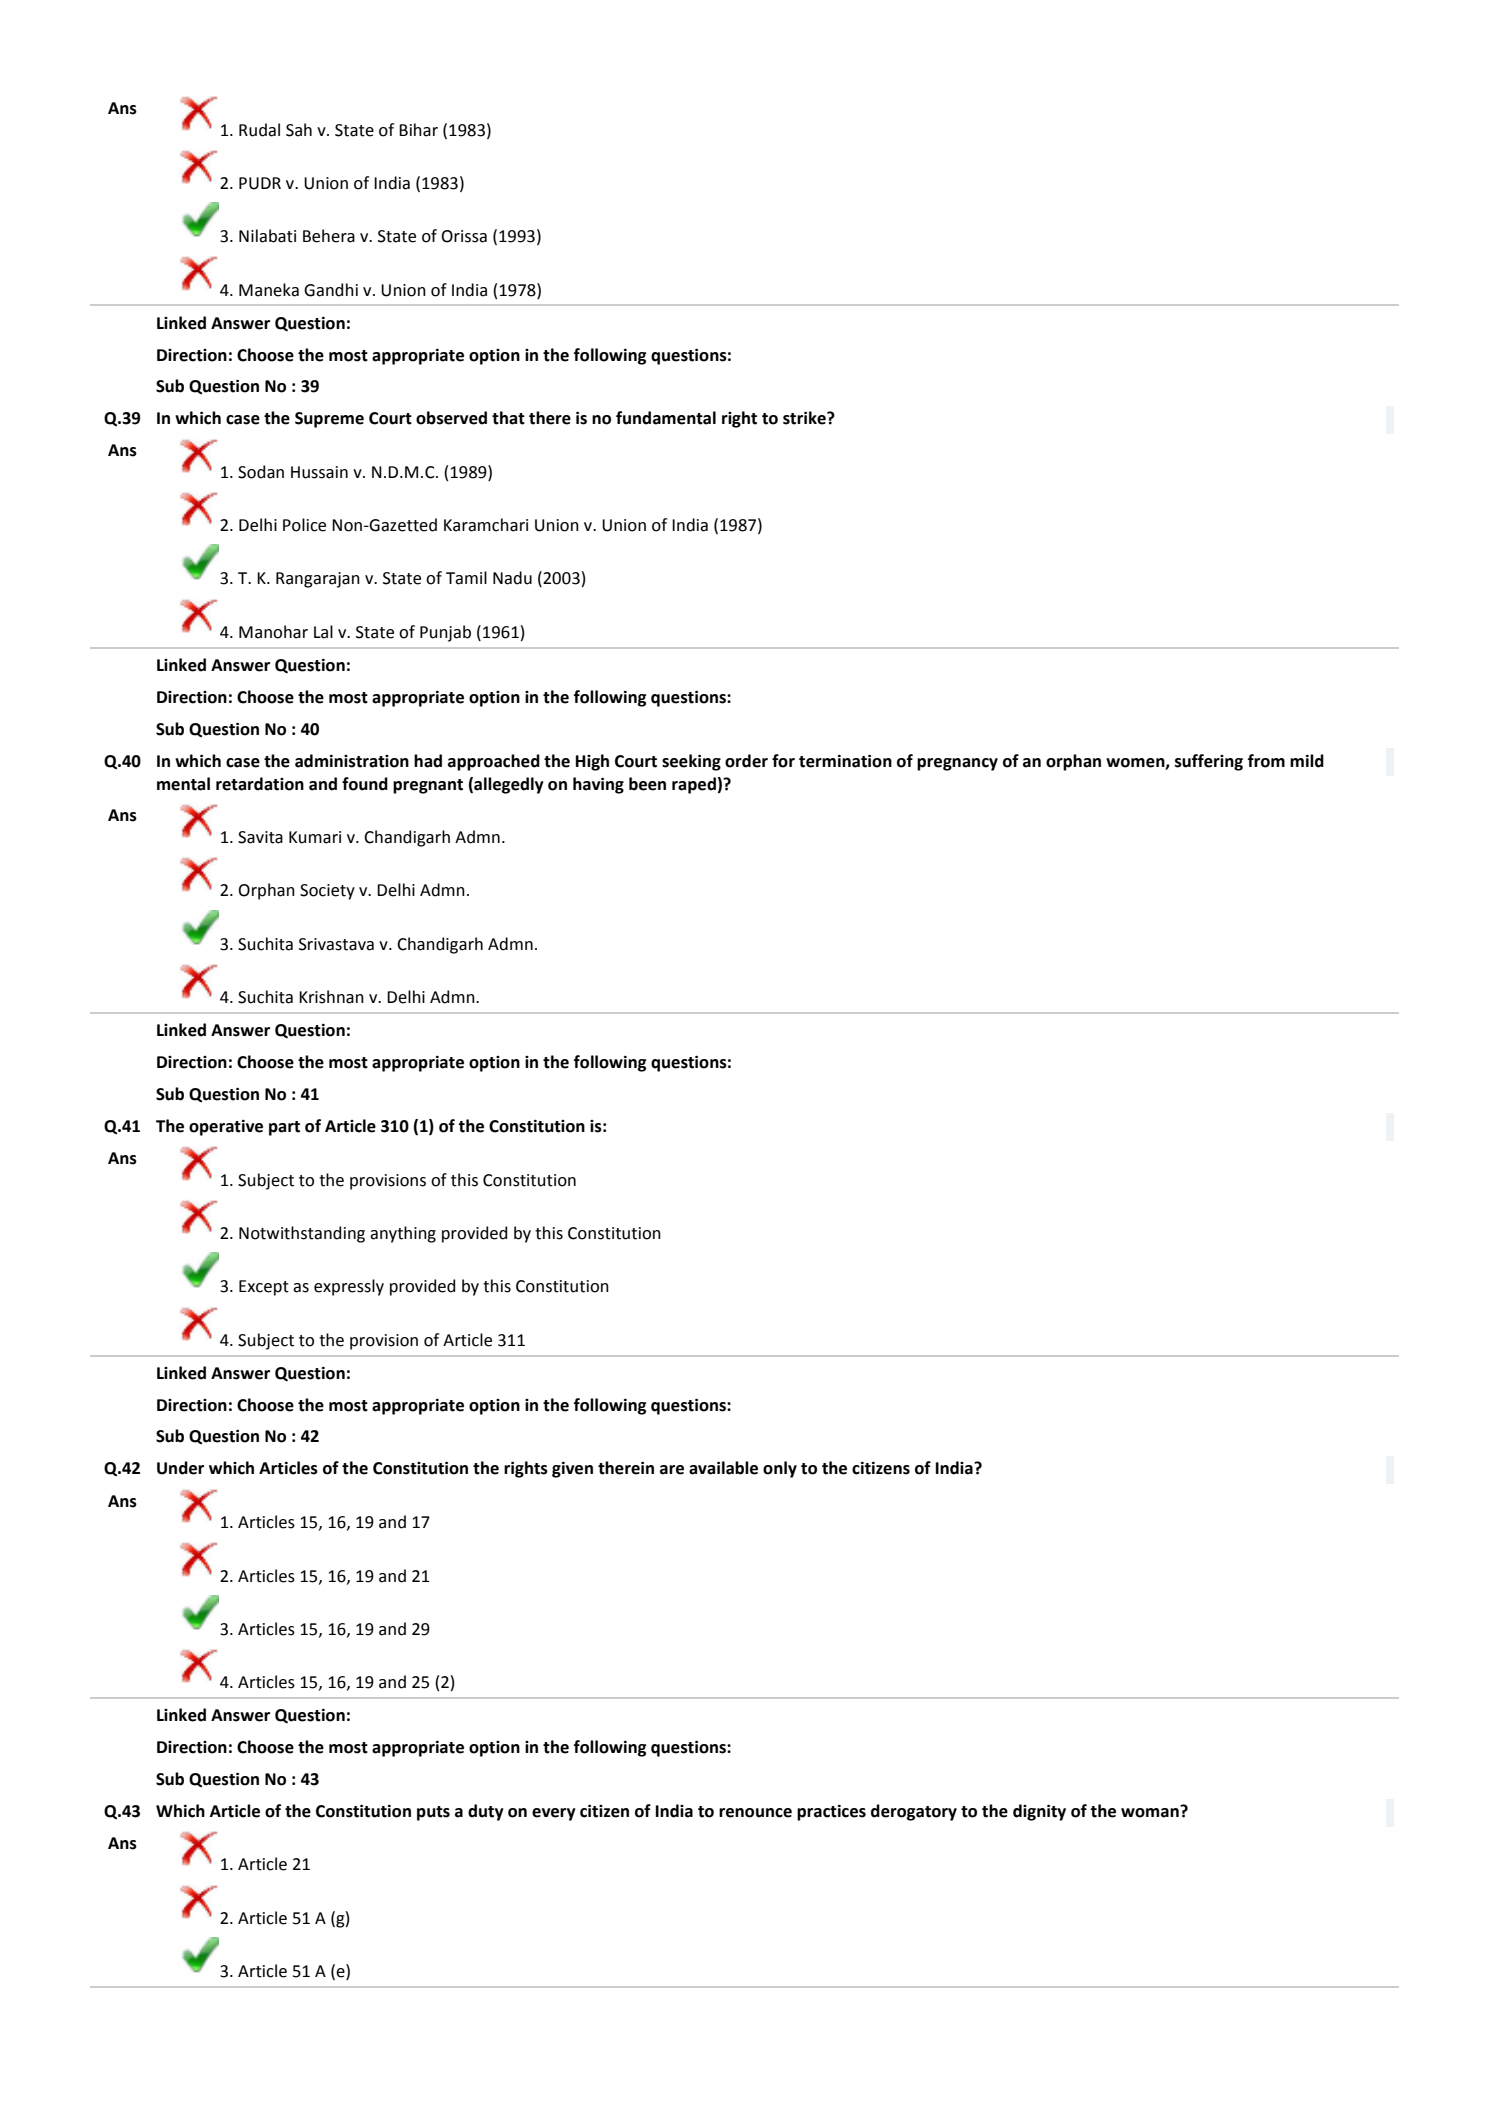 Ans
1. Rudal Sah v. State of Bihar (1983)
2. PUDR v. Union of India (1983)
3. Nilabati Behera v. State of Orissa (1993)
4. Maneka Gandhi v. Union of India (1978)
Linked Answer Question:
Direction: Choose the most appropriate option in the following questions:
Sub Question No : 39
Q.39 In which case the Supreme Court observed that there is no fundamental right to strike?
Ans
1. Sodan Hussain v. N.D.M.C. (1989)
2. Delhi Police Non-Gazetted Karamchari Union v. Union of India (1987)
3. T. K. Rangarajan v. State of Tamil Nadu (2003)
4. Manohar Lal v. State of Punjab (1961)
Linked Answer Question:
Direction: Choose the most appropriate option in the following questions:
Sub Question No : 40
Q.40 In which case the administration had approached the High Court seeking order for termination of pregnancy of an orphan women, suffering from mild
mental retardation and found pregnant (allegedly on having been raped)?
Ans
1. Savita Kumari v. Chandigarh Admn.
2. Orphan Society v. Delhi Admn.
3. Suchita Srivastava v. Chandigarh Admn.
4. Suchita Krishnan v. Delhi Admn.
Linked Answer Question:
Direction: Choose the most appropriate option in the following questions:
Sub Question No : 41
Q.41 The operative part of Article 310 (1) of the Constitution is:
Ans
1. Subject to the provisions of this Constitution
2. Notwithstanding anything provided by this Constitution
3. Except as expressly provided by this Constitution
4. Subject to the provision of Article 311
Linked Answer Question:
Direction: Choose the most appropriate option in the following questions:
Sub Question No : 42
Q.42 Under which Articles of the Constitution the rights given therein are available only to the citizens of India?
Ans
1. Articles 15, 16, 19 and 17
2. Articles 15, 16, 19 and 21
3. Articles 15, 16, 19 and 29
4. Articles 15, 16, 19 and 25 (2)
Linked Answer Question:
Direction: Choose the most appropriate option in the following questions:
Sub Question No : 43
Q.43 Which Article of the Constitution puts a duty on every citizen of India to renounce practices derogatory to the dignity of the woman?
Ans
1. Article 21
2. Article 51 A (g)
3. Article 51 A (e)